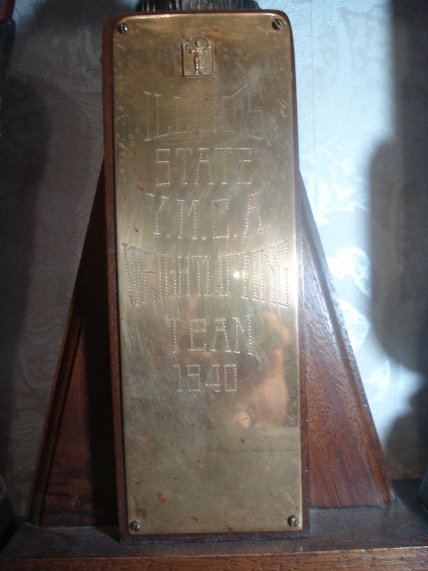 ILLINOIS
STATE
Y.M.C.A
WEIGHTLIFTING
TEAM
1940